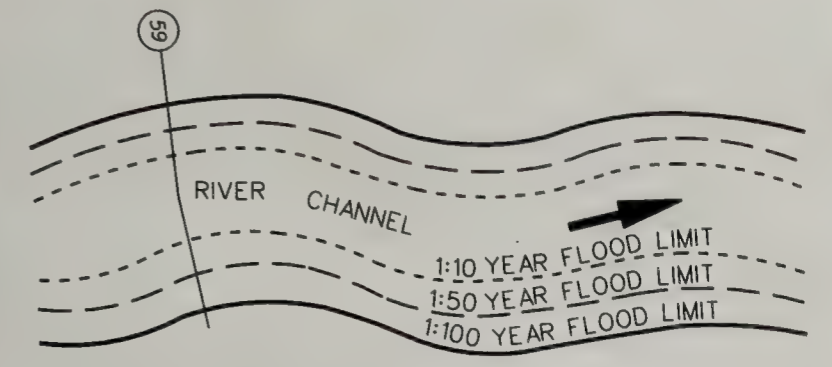 59
RIVER CHANNEL
1:10 YEAR FLOOD LIMIT
1:50 YEAR FLOOD LIMIT
1:100 YEAR FLOOD LIMIT